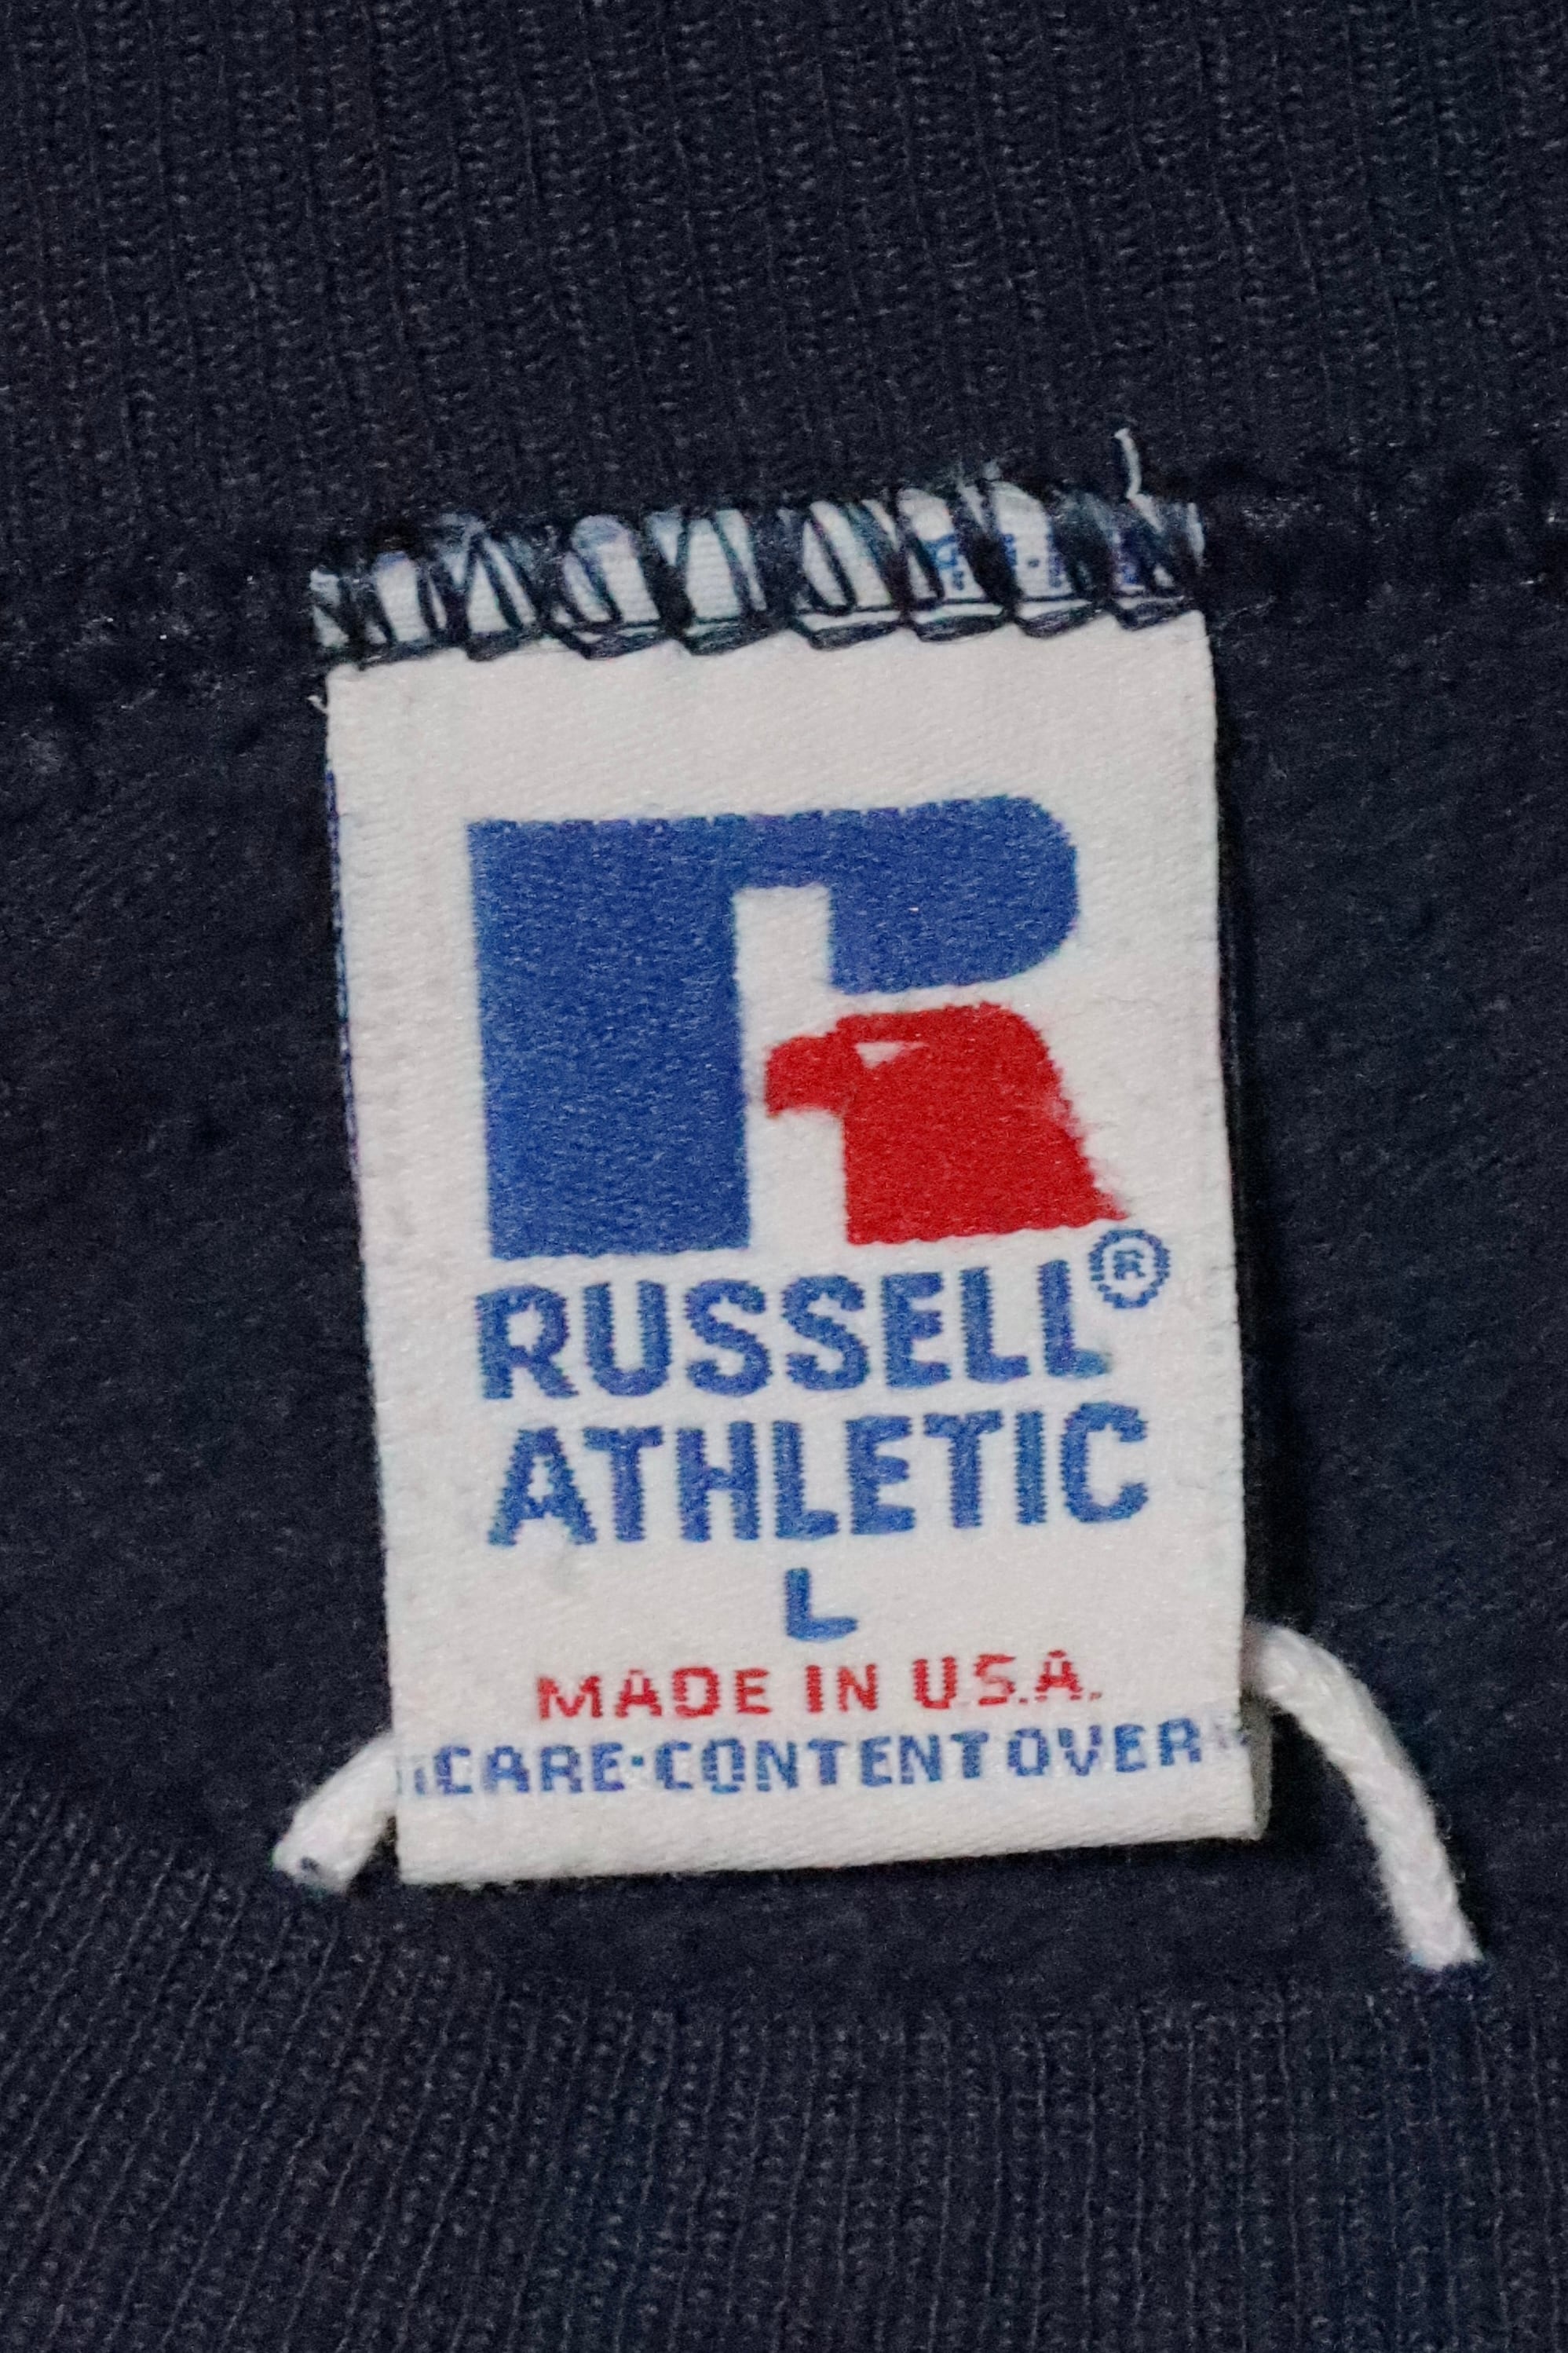 R
RUSSELL®
ATHLETIC
L
MADE IN U.S.A.
CARE·CONTENT OVER